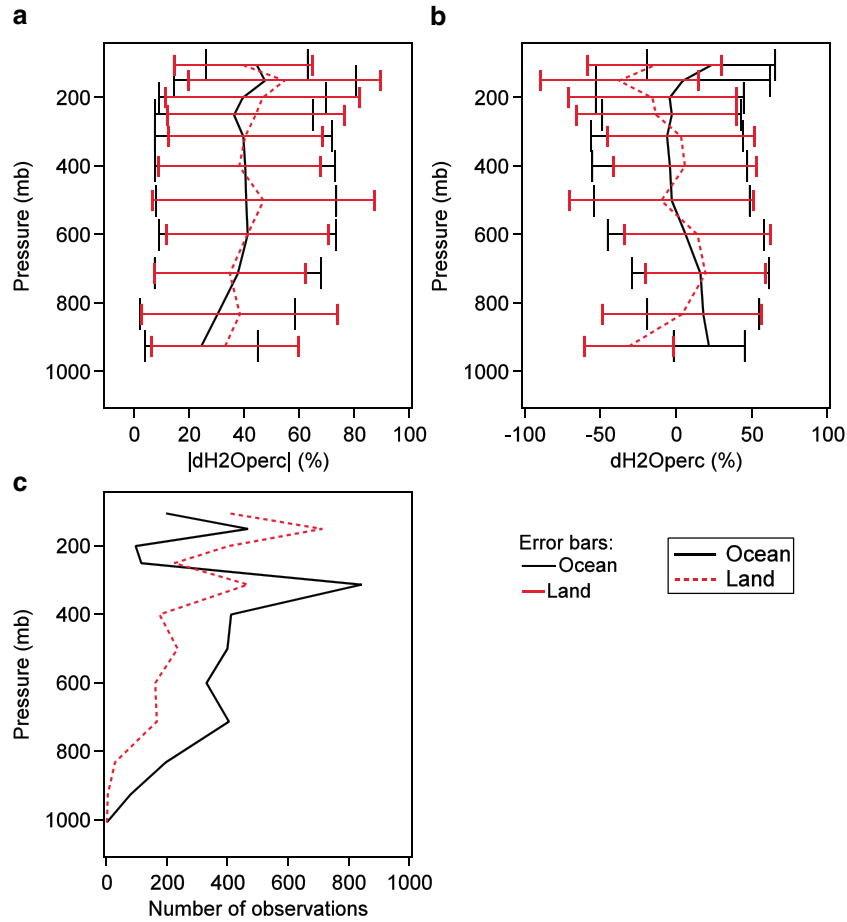 a
b
200
400
600
800
1000
Pressure (mb)
0
20
40
60
80
100
|dH2Operc| (%)
200
400
600
800
1000
Pressure (mb)
-100
-50
0
50
100
dH2Operc (%)
c
200
400
600
800
1000
Pressure (mb)
0
200
400
600
800
1000
Number of observations
Error bars:
Ocean
Land
Ocean
Land